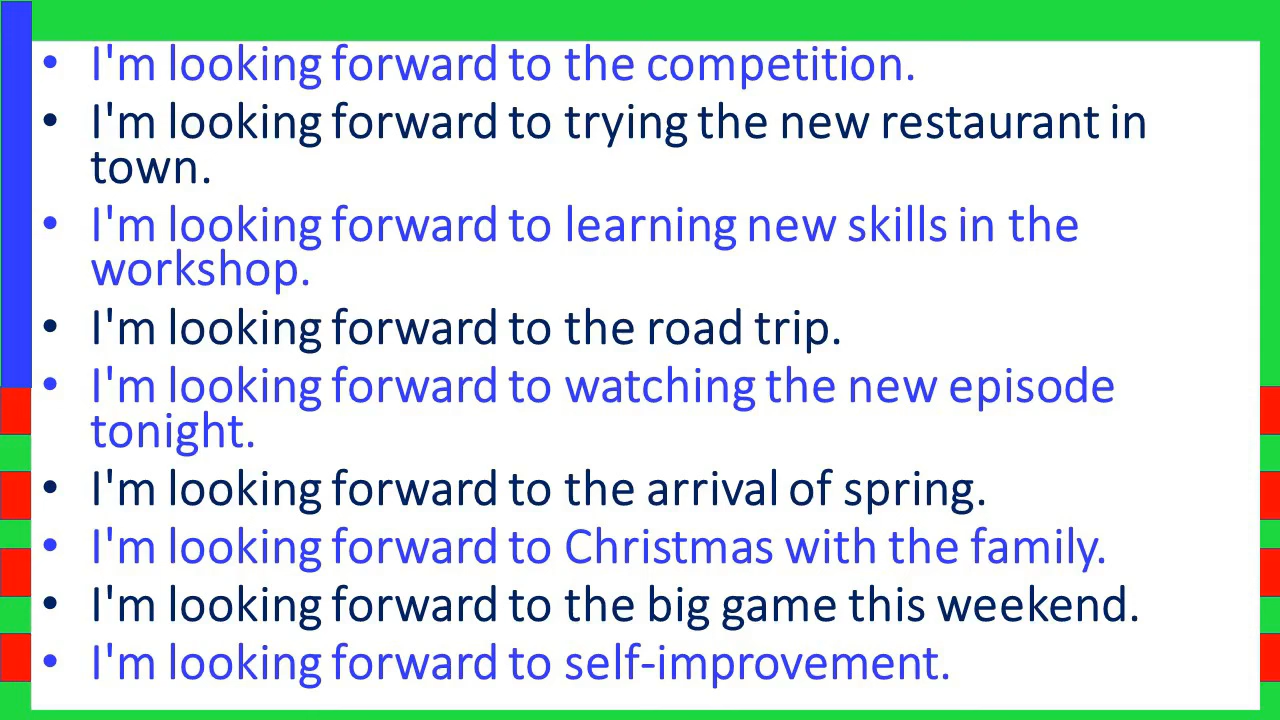 • I'm looking forward to the competition.
• I'm looking forward to trying the new restaurant in
town.
• I'm looking forward to learning new skills in the
workshop.
• I'm looking forward to the road trip.
• I'm looking forward to watching the new episode
tonight.
• I'm looking forward to the arrival of spring.
• I'm looking forward to Christmas with the family.
• I'm looking forward to the big game this weekend.
• I'm looking forward to self-improvement.